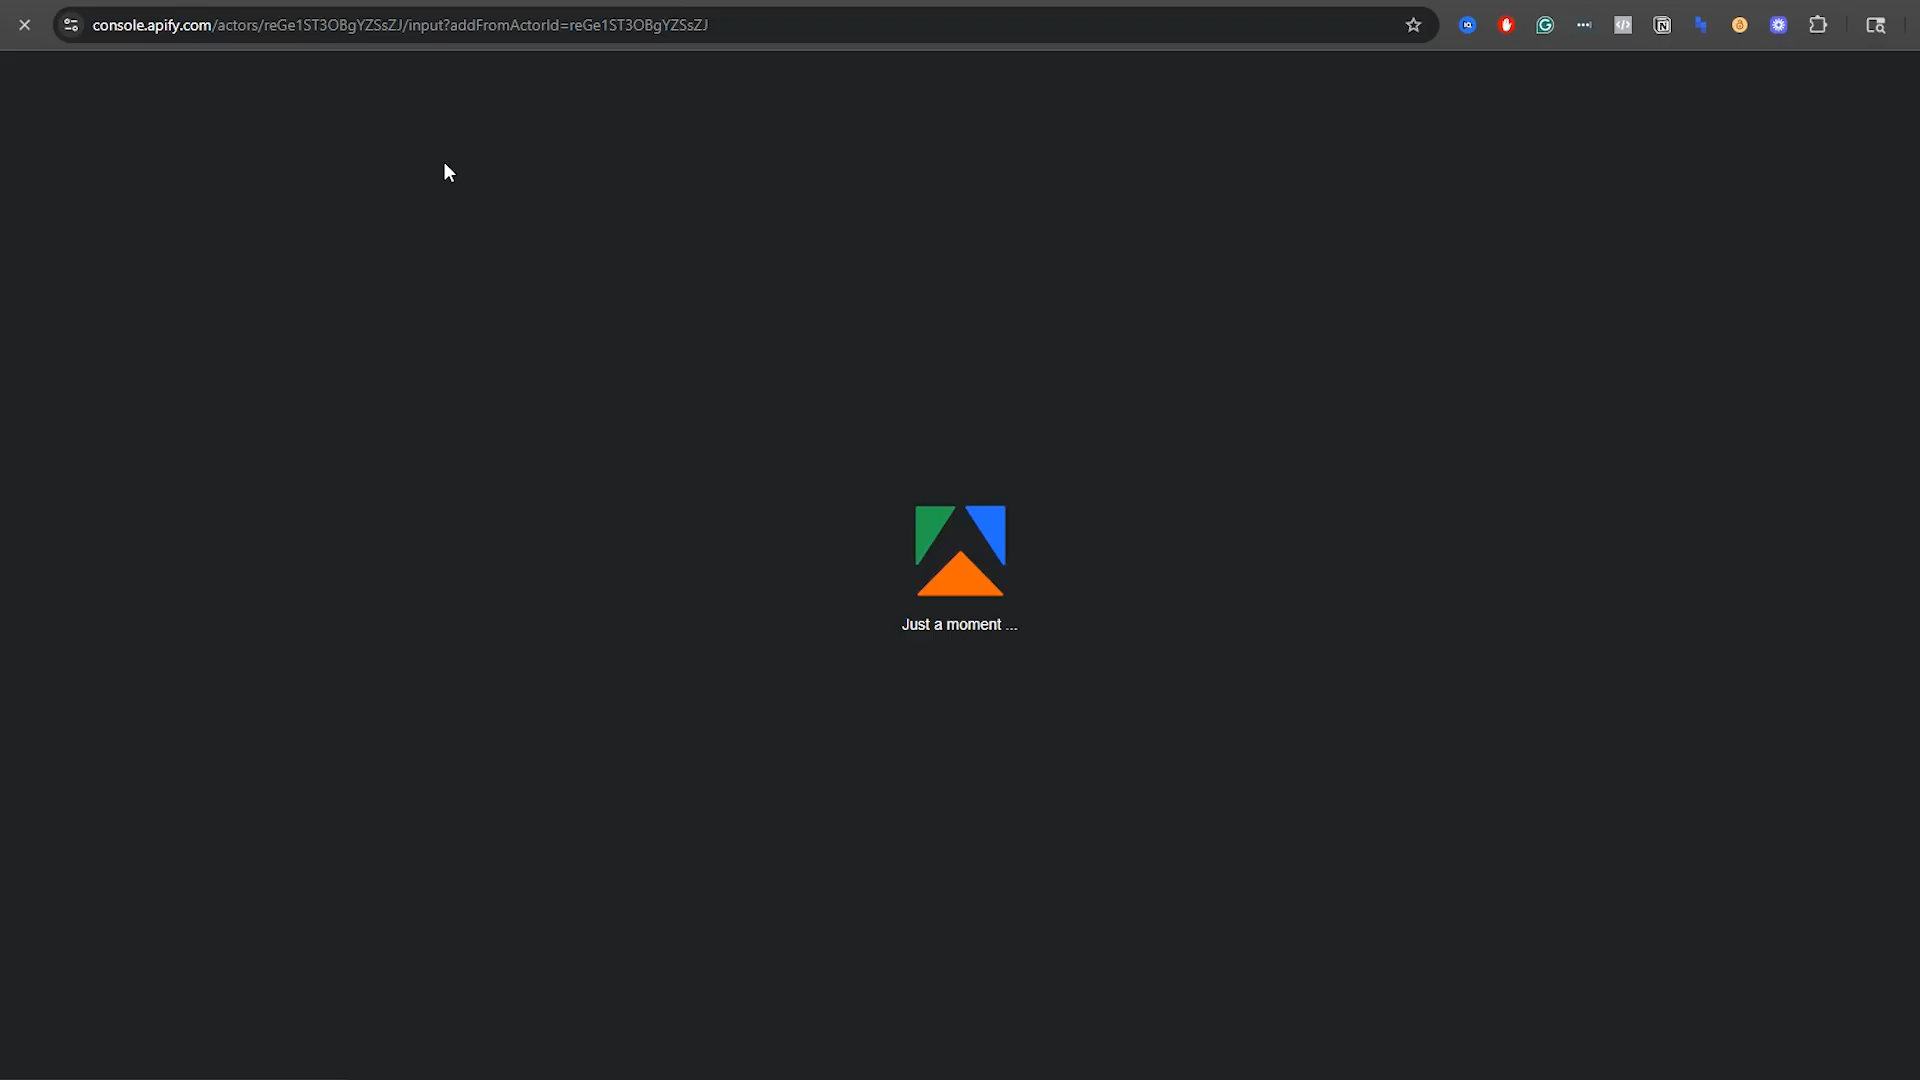 console.apify.com/actors/reGe1ST3OBgYZSsZJ/input?addFromActorId=reGe1ST3OBgYZSsZJ
Just a moment ...